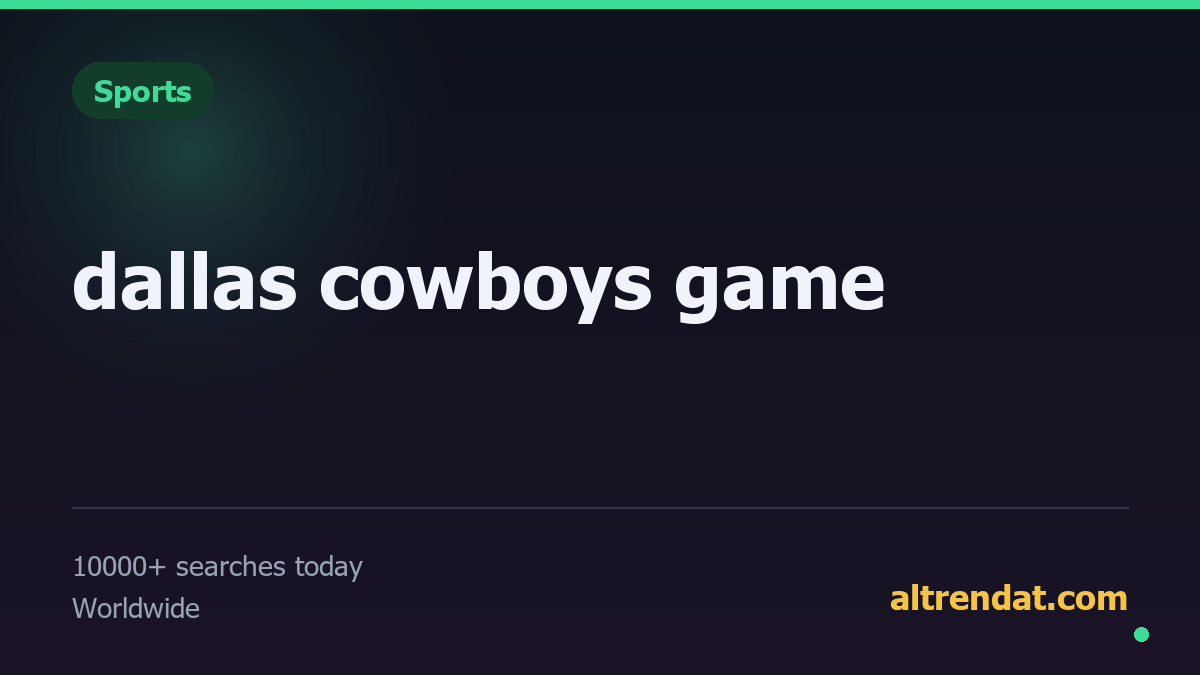 Sports
dallas cowboys game
10000+ searches today
Worldwide
altrendat.com